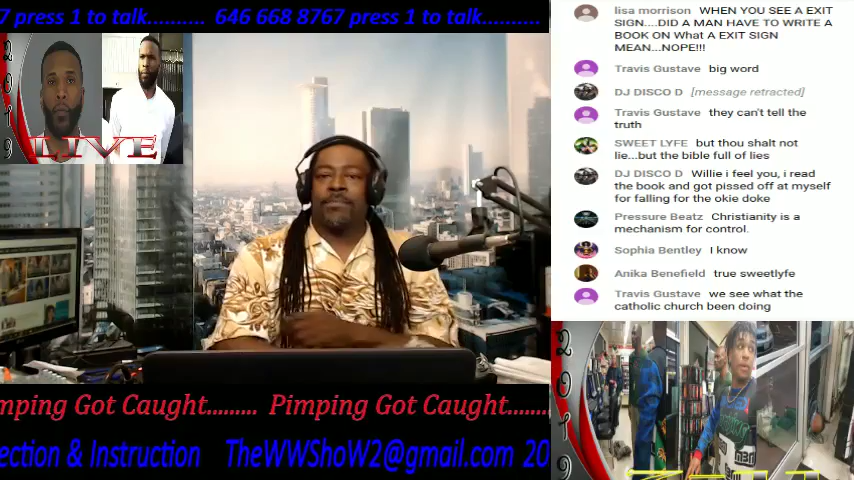 7 press 1 to talk.......... 646 668 8767 press 1 to talk..........
2019
LIVE
mping Got Caught......... Pimping Got Caught........
ection & Instruction TheWWShoW2@gmail.com 20
lisa morrison WHEN YOU SEE A EXIT
SIGN....DID A MAN HAVE TO WRITE A
BOOK ON WhAt A EXIT SIGN
MEAN...NOPE!!!
Travis Gustave big word
DJ DISCO D [message retracted]
Travis Gustave they can't tell the
truth
SWEET LYFE but thou shalt not
lie...but the bible full of lies
DJ DISCO D Willie i feel you, i read
the book and got pissed off at myself
for falling for the okie doke
Pressure Beatz Christianity is a
mechanism for control.
Sophia Bentley I know
Anika Benefield true sweetlyfe
Travis Gustave we see what the
catholic church been doing
2019